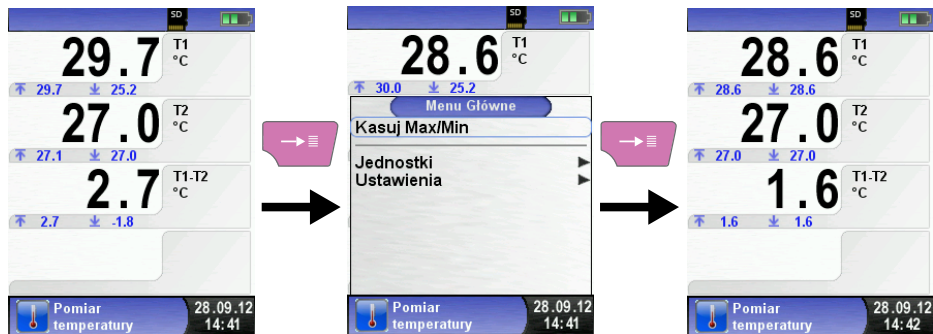 SD
29.7 T1 °C
29.7 25.2
27.0 T2 °C
27.1 27.0
2.7 T1-T2 °C
2.7 -1.8
Pomiar temperatury
28.09.12
14:41
SD
28.6 T1 °C
30.0 25.2
Menu Główne
Kasuj Max/Min
Jednostki
Ustawienia
Pomiar temperatury
28.09.12
14:41
SD
28.6 T1 °C
28.6 28.6
27.0 T2 °C
27.0 27.0
1.6 T1-T2 °C
1.6 1.6
Pomiar temperatury
28.09.12
14:42